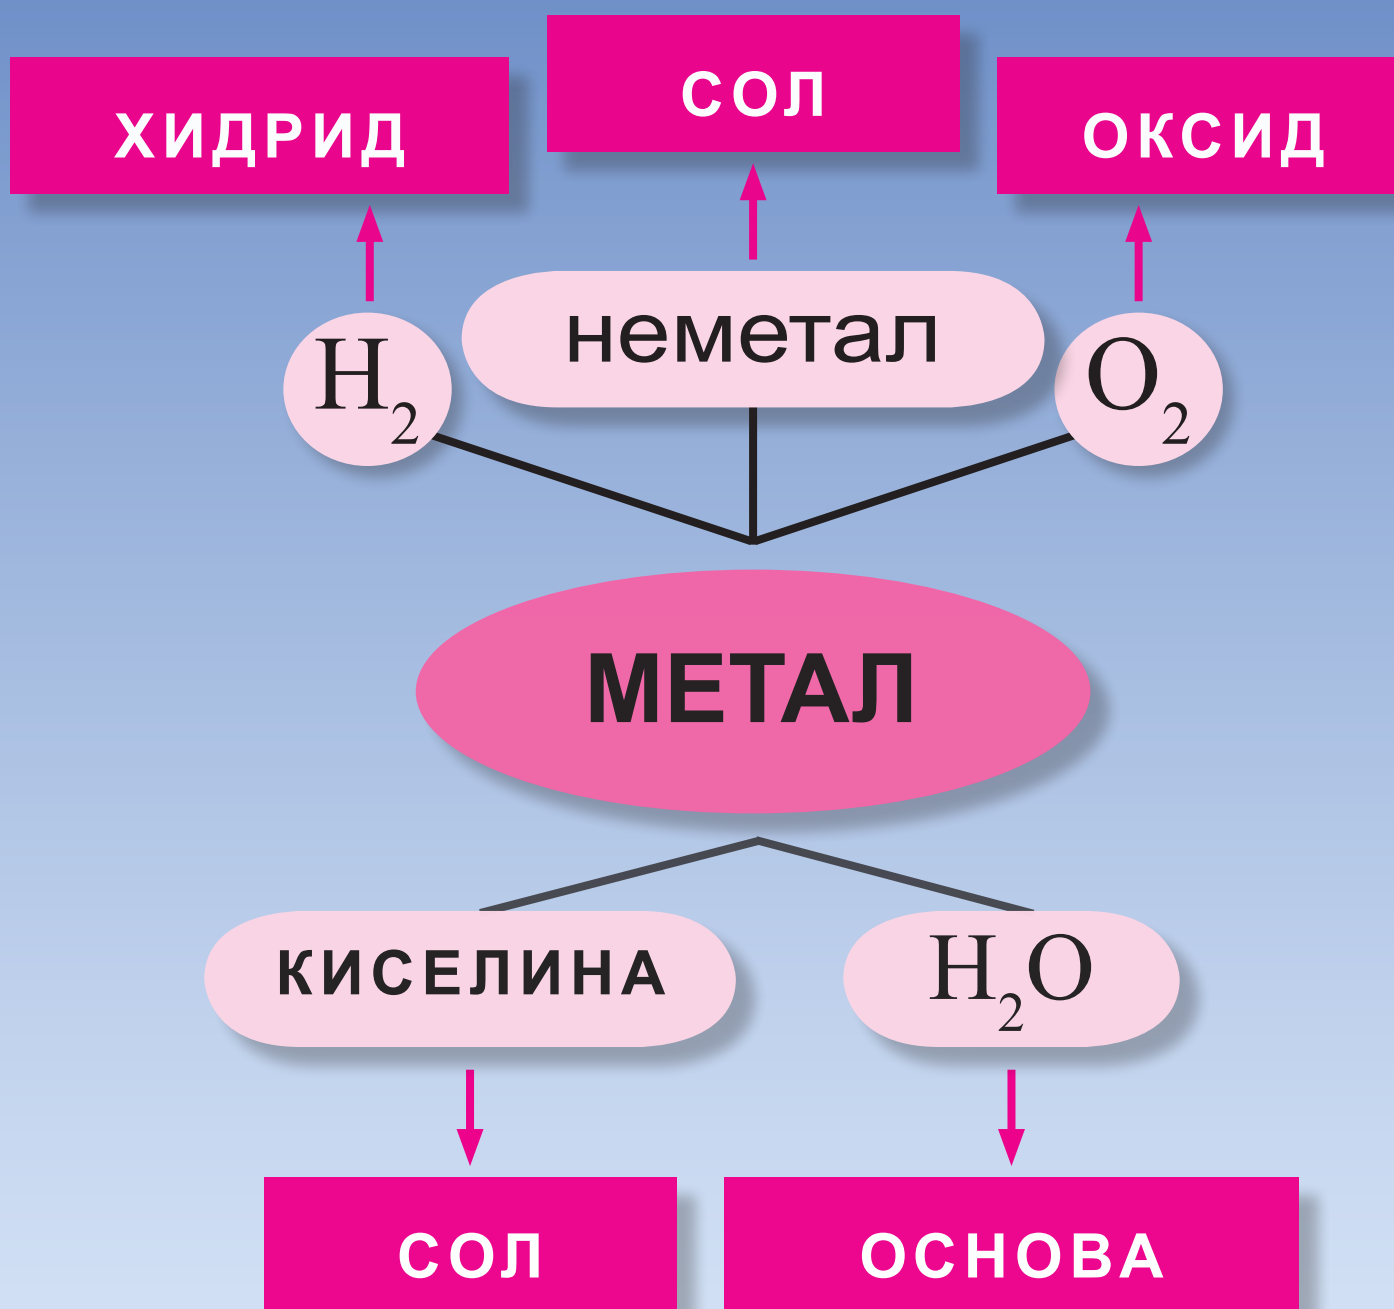 СОЛ
ХИДРИД
ОКСИД
неметал
H₂
O₂
МЕТАЛ
КИСЕЛИНА
H₂O
СОЛ
ОСНОВА